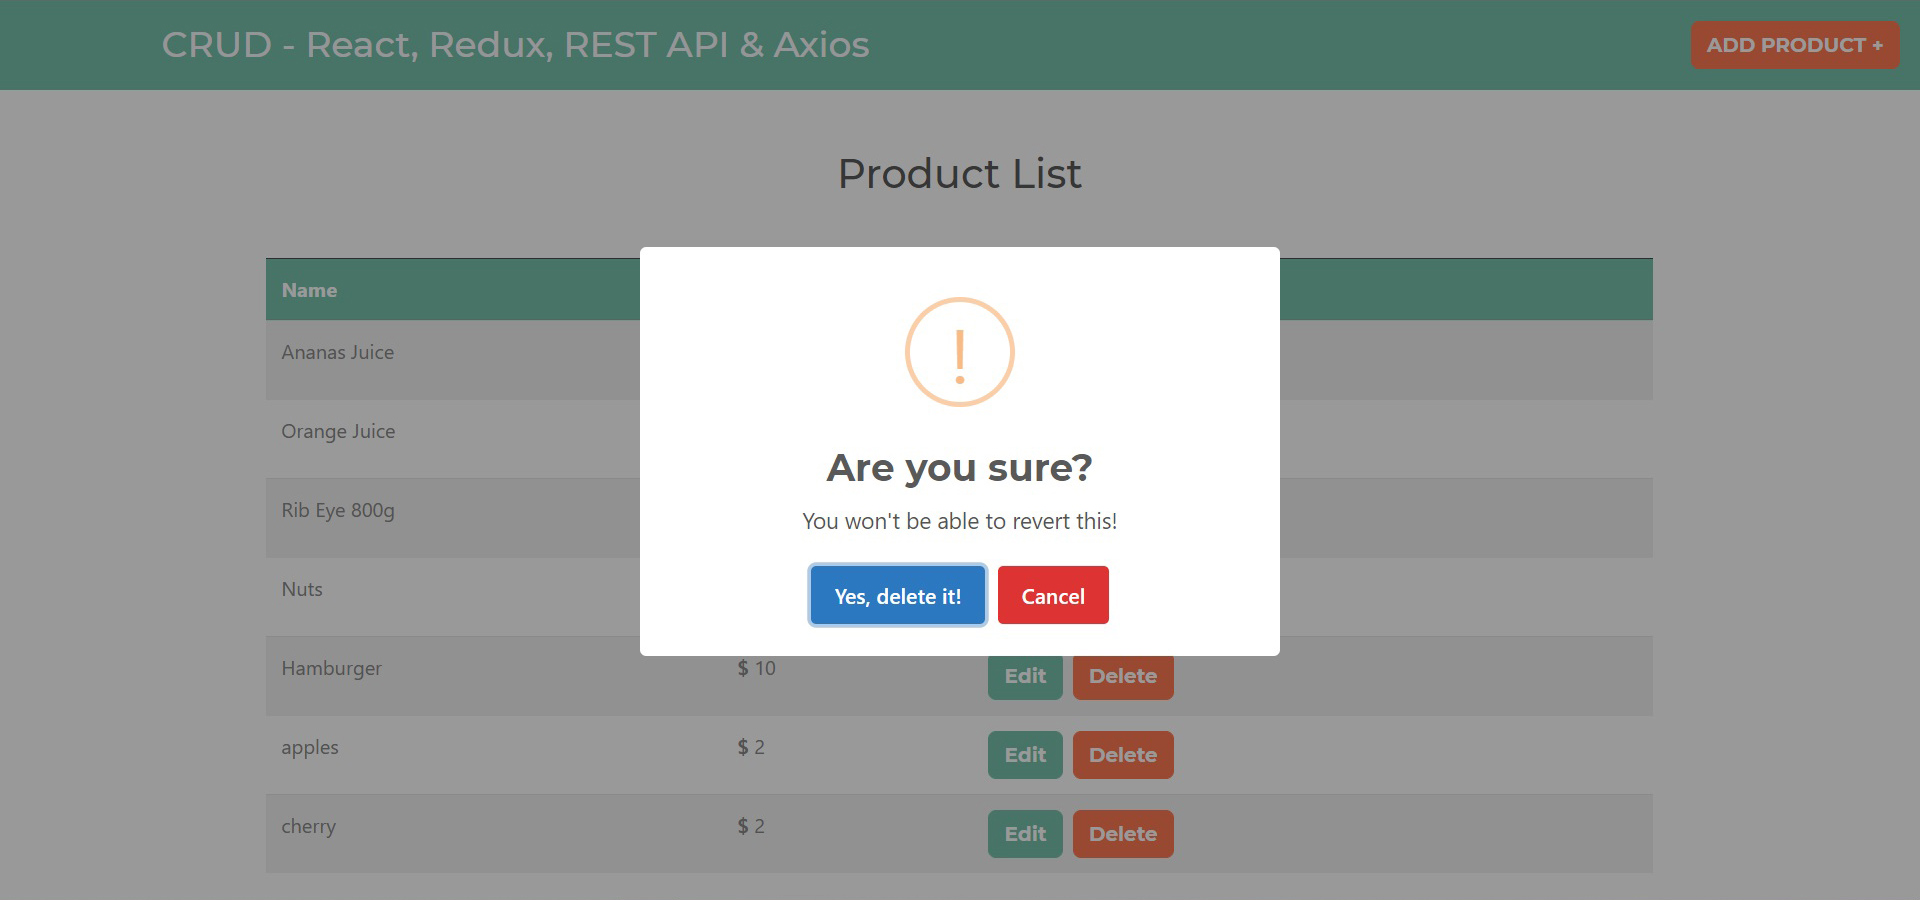 CRUD - React, Redux, REST API & Axios
ADD PRODUCT +
Product List
Name
Ananas Juice
Orange Juice
Rib Eye 800g
Nuts
!
Are you sure?
You won't be able to revert this!
Yes, delete it! Cancel
Hamburger $ 10 Edit Delete
apples $ 2 Edit Delete
cherry $ 2 Edit Delete